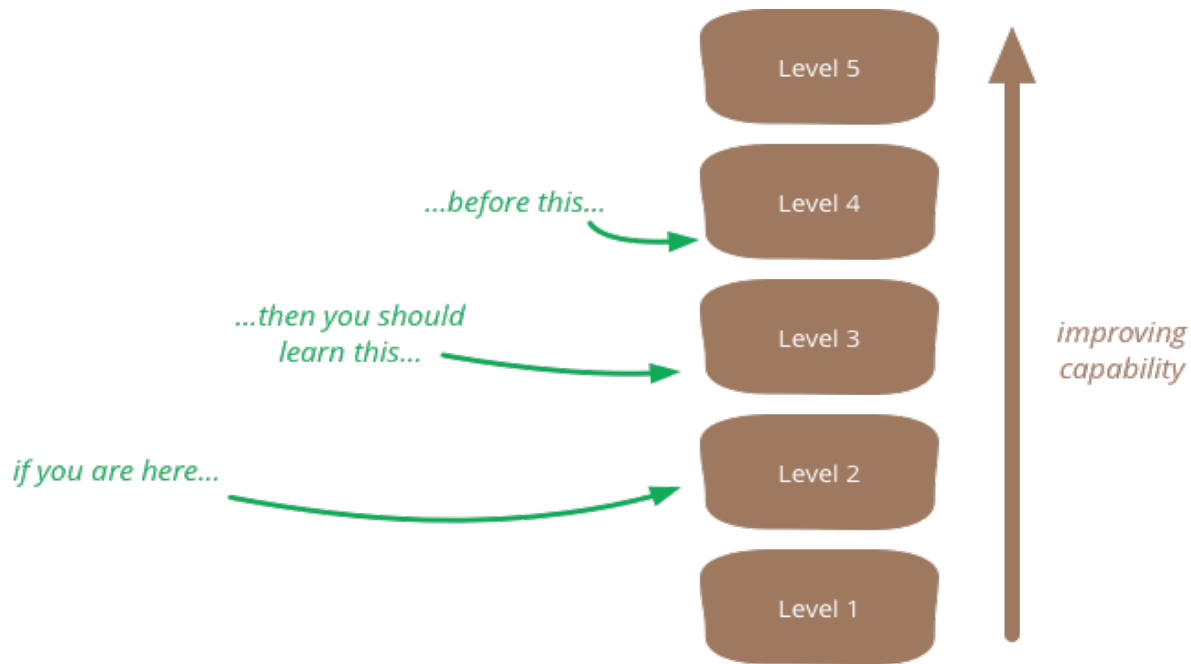 Level 5
...before this...
Level 4
...then you should
learn this...
Level 3
improving
capability
if you are here...
Level 2
Level 1